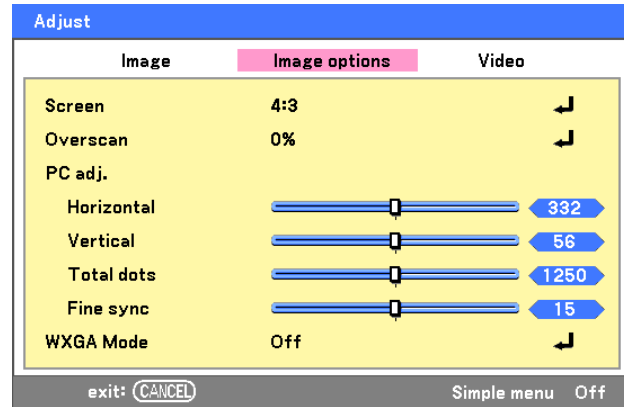 Adjust
Image Image options Video
Screen 4:3
Overscan 0%
PC adj.
Horizontal 332
Vertical 56
Total dots 1250
Fine sync 15
WXGA Mode Off
exit: (CANCEL) Simple menu Off